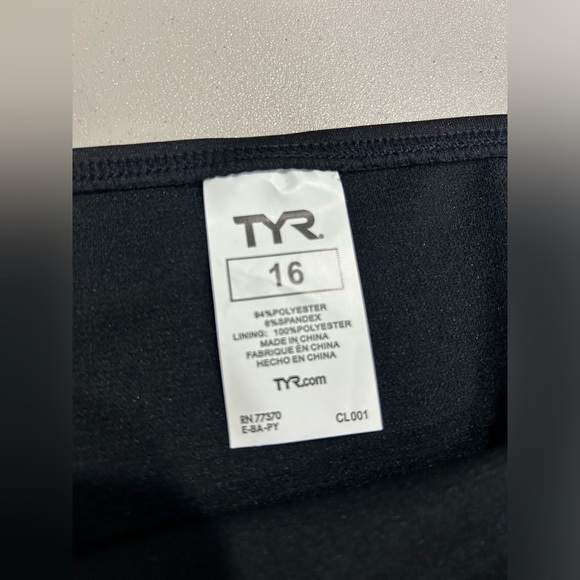 TYR®
16
94%POLYESTER
6%SPANDEX
LINING: 100%POLYESTER
MADE IN CHINA
FABRIQUE EN CHINA
HECHO EN CHINA
TYR.com
RN 77370 CL001
E-BA-PY